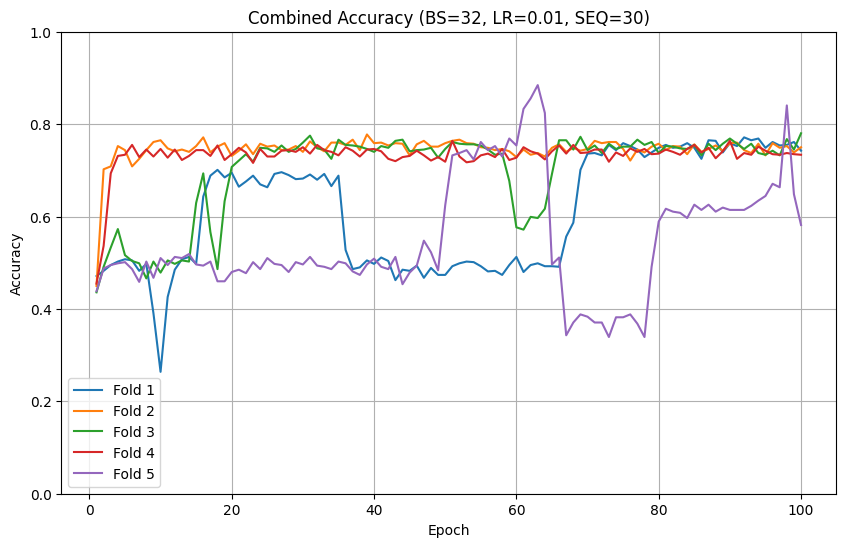 Combined Accuracy (BS=32, LR=0.01, SEQ=30)
1.0
0.8
0.6
0.4
0.2
0.0
Accuracy
Fold 1
Fold 2
Fold 3
Fold 4
Fold 5
0 20 40 60 80 100
Epoch